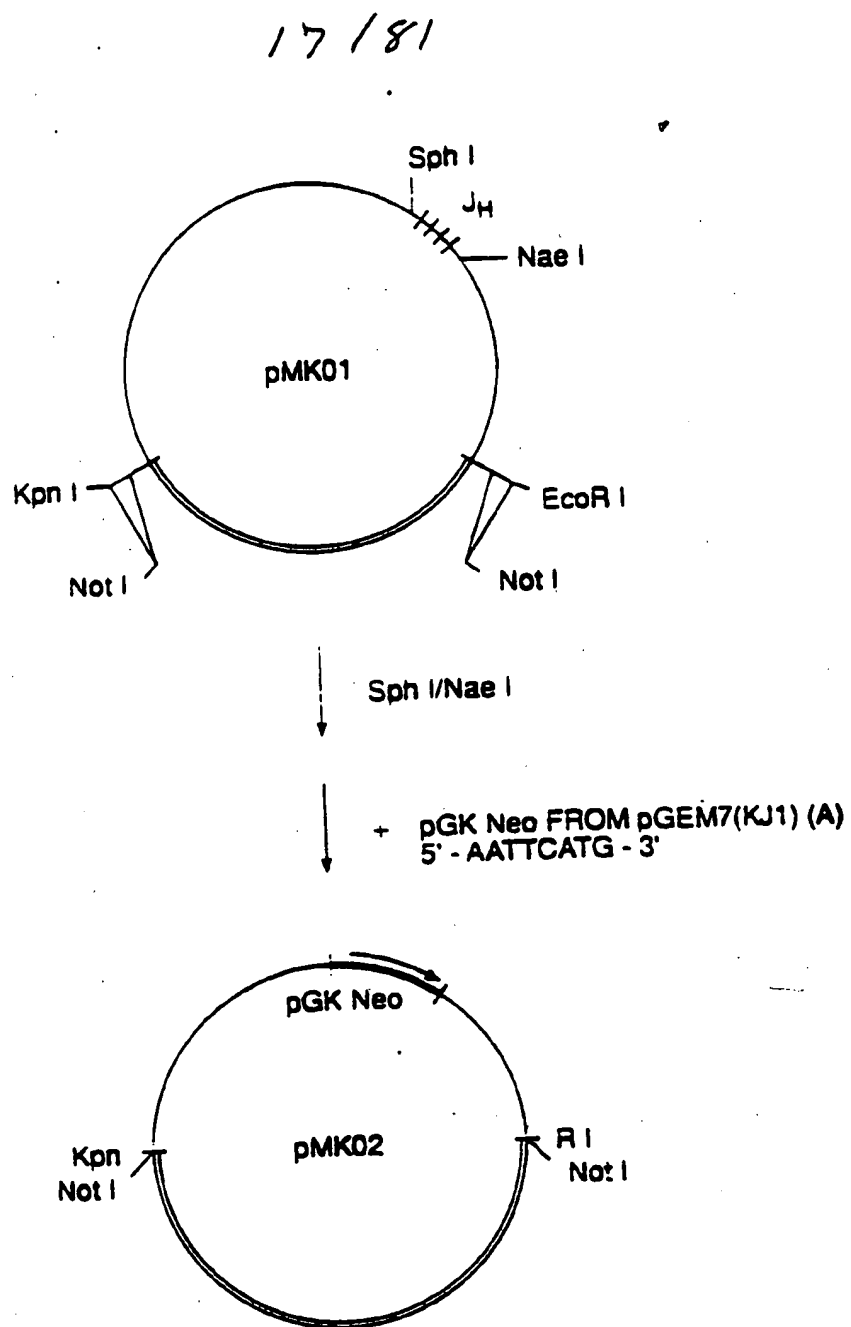 17/81
Sph I
J_H
Nae I
pMK01
Kpn I
EcoR I
Not I
Not I
Sph I/Nae I
+ pGK Neo FROM pGEM7(KJ1) (A)
5' - AATTCATG - 3'
pGK Neo
pMK02
Kpn
R I
Not I
Not I